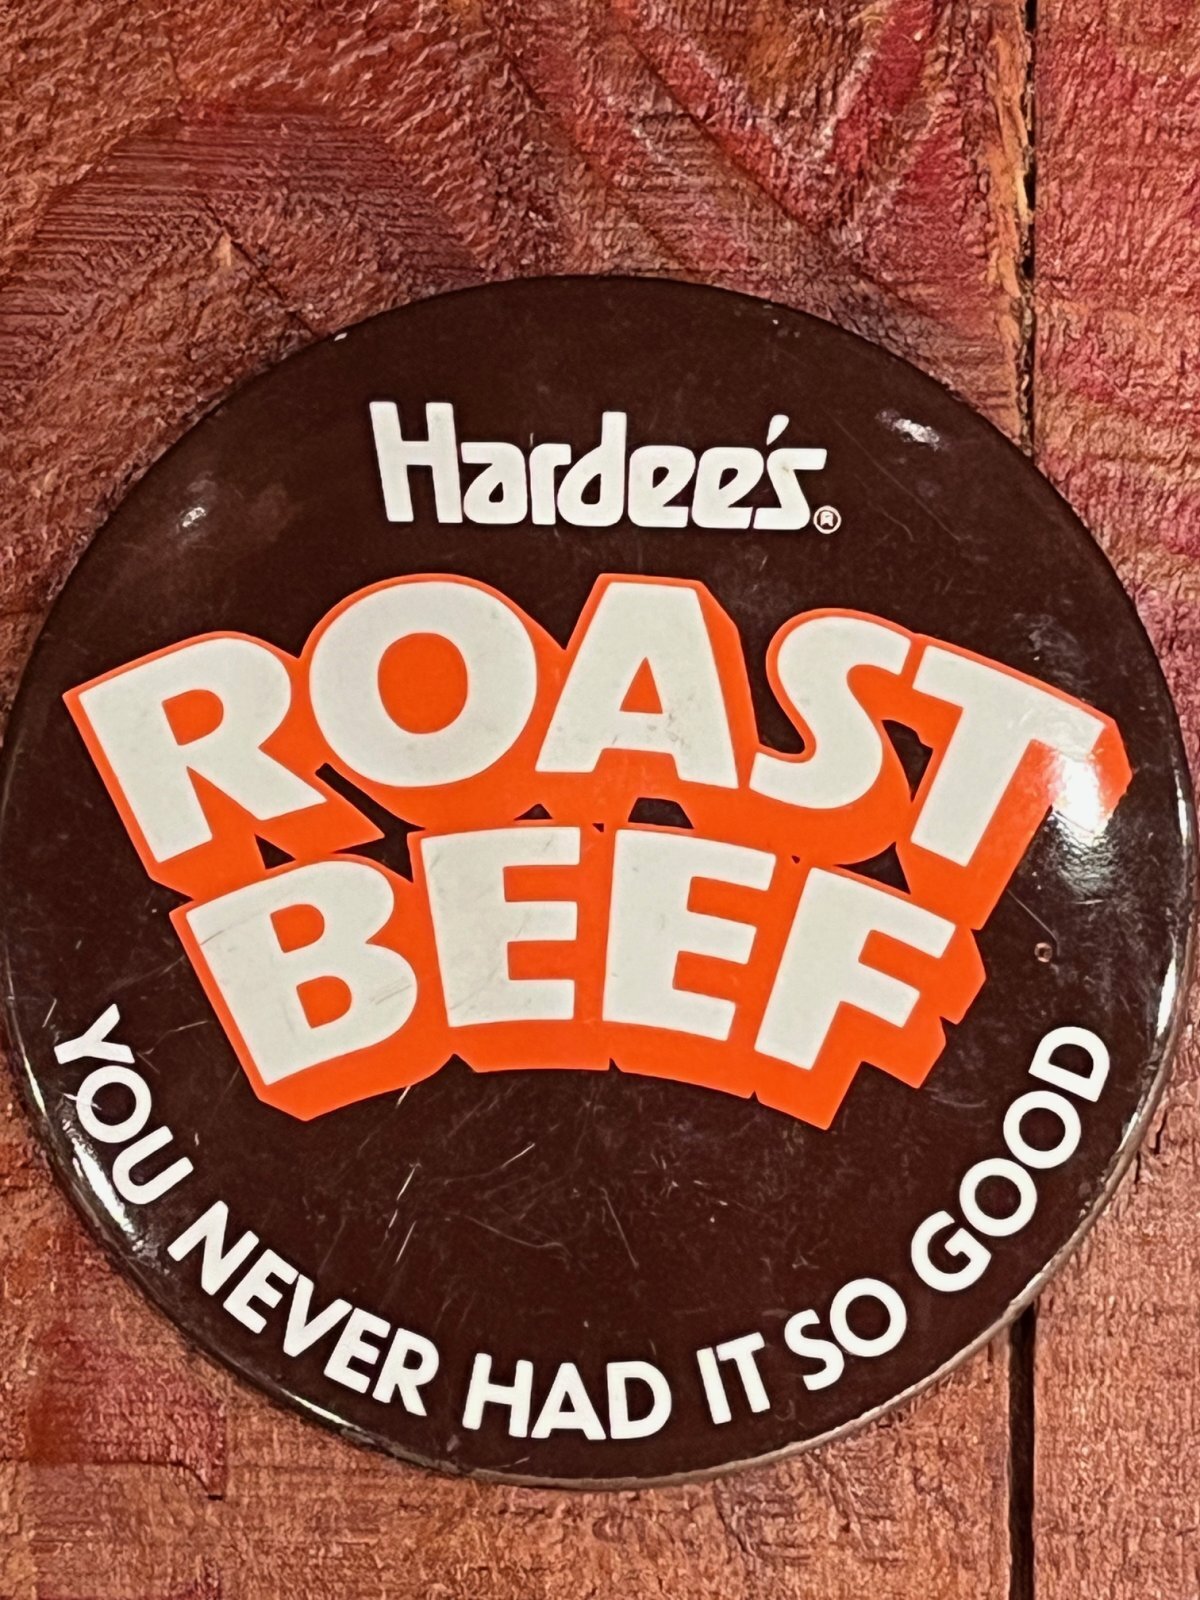 Hardee's®
ROAST
BEEF
YOU NEVER HAD IT SO GOOD